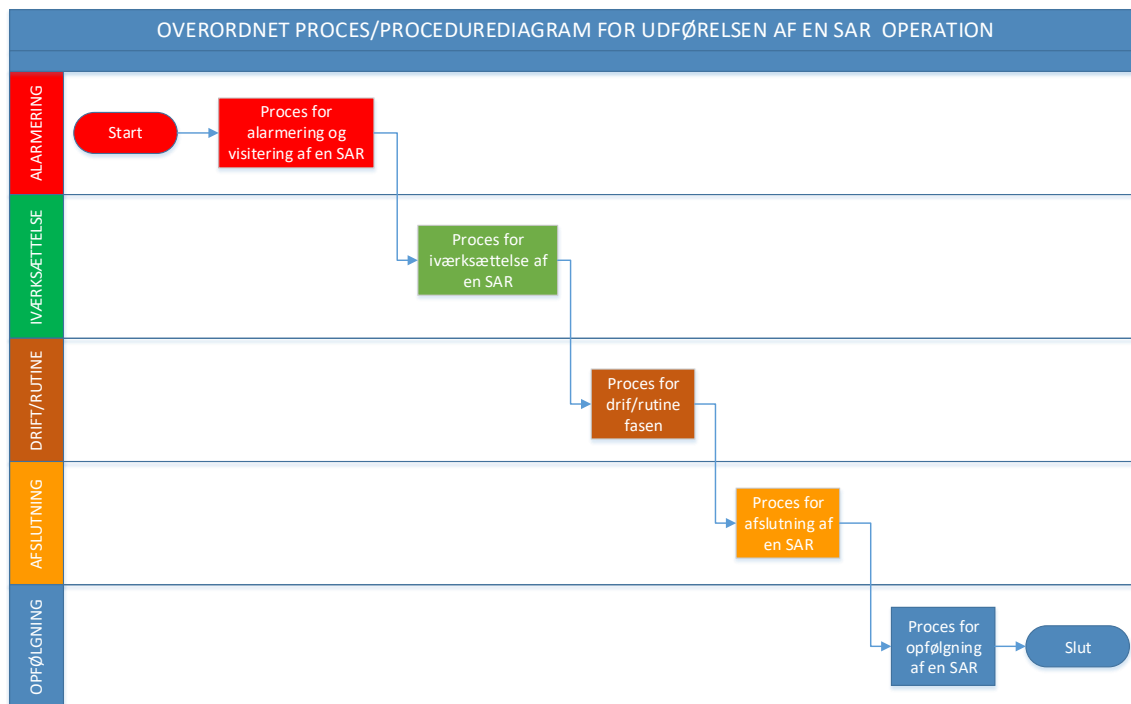 OVERORDNET PROCES/PROCEDUREDIAGRAM FOR UDFØRELSEN AF EN SAR OPERATION
ALARMERING
Start
Proces for
alarmering og
visitering af en SAR
IVÆRKSÆTTELSE
Proces for
iværksættelse af
en SAR
DRIFT/RUTINE
Proces for
drif/rutine
fasen
AFSLUTNING
Proces for
afslutning af
en SAR
OPFØLGNING
Proces for
opfølgning
af en SAR
Slut